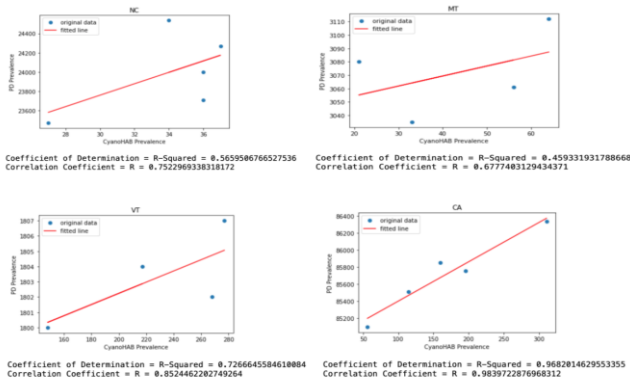 NC
original data
fitted line
24400
24200
24000
23800
23600
PD Prevalence
28 30 32 34 36
CyanoHAB Prevalence
Coefficient of Determination = R-Squared = 0.5659506766527536
Correlation Coefficient = R = 0.7522969338318172
MT
original data
fitted line
3110
3100
3090
3080
3070
3060
3050
3040
PD Prevalence
20 30 40 50 60
CyanoHAB Prevalence
Coefficient of Determination = R-Squared = 0.459331931788668
Correlation Coefficient = R = 0.6777403129434371
VT
original data
fitted line
1807
1806
1805
1804
1803
1802
1801
1800
PD Prevalence
160 180 200 220 240 260 280
CyanoHAB Prevalence
Coefficient of Determination = R-Squared = 0.7266645584610084
Correlation Coefficient = R = 0.8524462202749264
CA
original data
fitted line
86400
86200
86000
85800
85600
85400
85200
PD Prevalence
50 100 150 200 250 300
CyanoHAB Prevalence
Coefficient of Determination = R-Squared = 0.9682014629553355
Correlation Coefficient = R = 0.9839722876968312